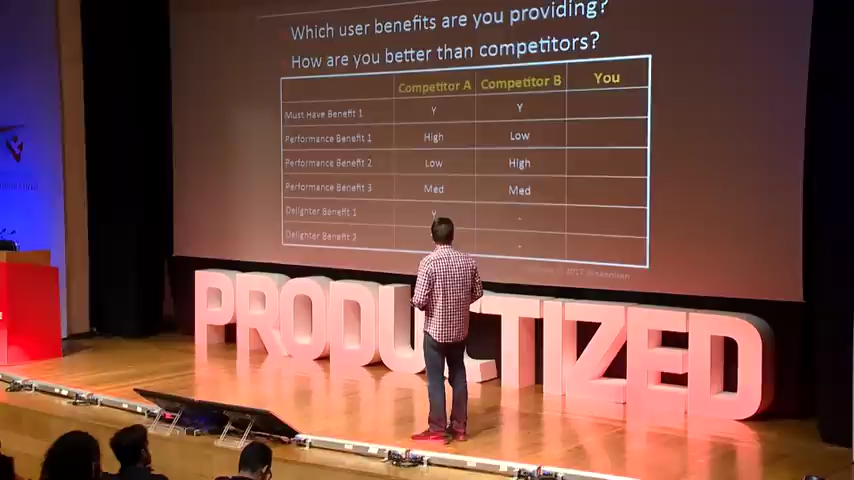 Which user benefits are you providing?
How are you better than competitors?
Competitor A Competitor B You
Must Have Benefit 1 Y Y
Performance Benefit 1 High Low
Performance Benefit 2 Low High
Performance Benefit 3 Med Med
Delighter Benefit 1 Y -
Delighter Benefit 2 -
2017
PRODUCTIZED